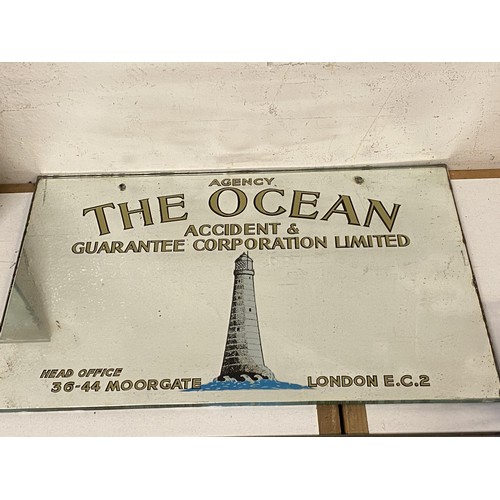 AGENCY
THE OCEAN
ACCIDENT &
GUARANTEE CORPORATION LIMITED
HEAD OFFICE
36-44 MOORGATE LONDON E.C.2